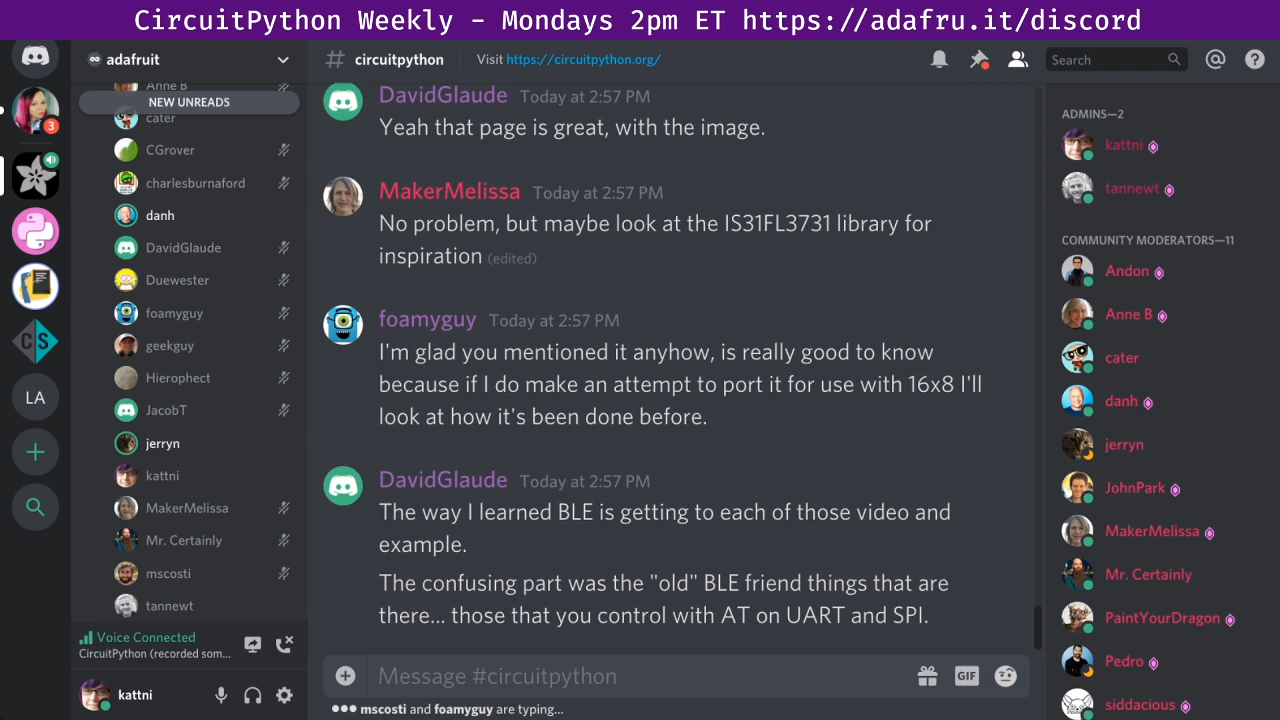 CircuitPython Weekly - Mondays 2pm ET https://adafru.it/discord
adafruit
# circuitpython
Visit https://circuitpython.org/
Search
3
LA
CS
Anne B
NEW UNREADS
cater
CGrover
charlesburnaford
danh
DavidGlaude
Duewester
foamyguy
geekguy
Hierophect
JacobT
jerryn
kattni
MakerMelissa
Mr. Certainly
mscosti
tannewt
Voice Connected
CircuitPython (recorded som...
kattni
DavidGlaude Today at 2:57 PM
Yeah that page is great, with the image.
MakerMelissa Today at 2:57 PM
No problem, but maybe look at the IS31FL3731 library for
inspiration (edited)
foamyguy Today at 2:57 PM
I'm glad you mentioned it anyhow, is really good to know
because if I do make an attempt to port it for use with 16x8 I'll
look at how it's been done before.
DavidGlaude Today at 2:57 PM
The way I learned BLE is getting to each of those video and
example.
The confusing part was the "old" BLE friend things that are
there... those that you control with AT on UART and SPI.
Message #circuitpython
GIF
mscosti and foamyguy are typing...
ADMINS—2
kattni
tannewt
COMMUNITY MODERATORS—11
Andon
Anne B
cater
danh
jerryn
JohnPark
MakerMelissa
Mr. Certainly
PaintYourDragon
Pedro
siddacious